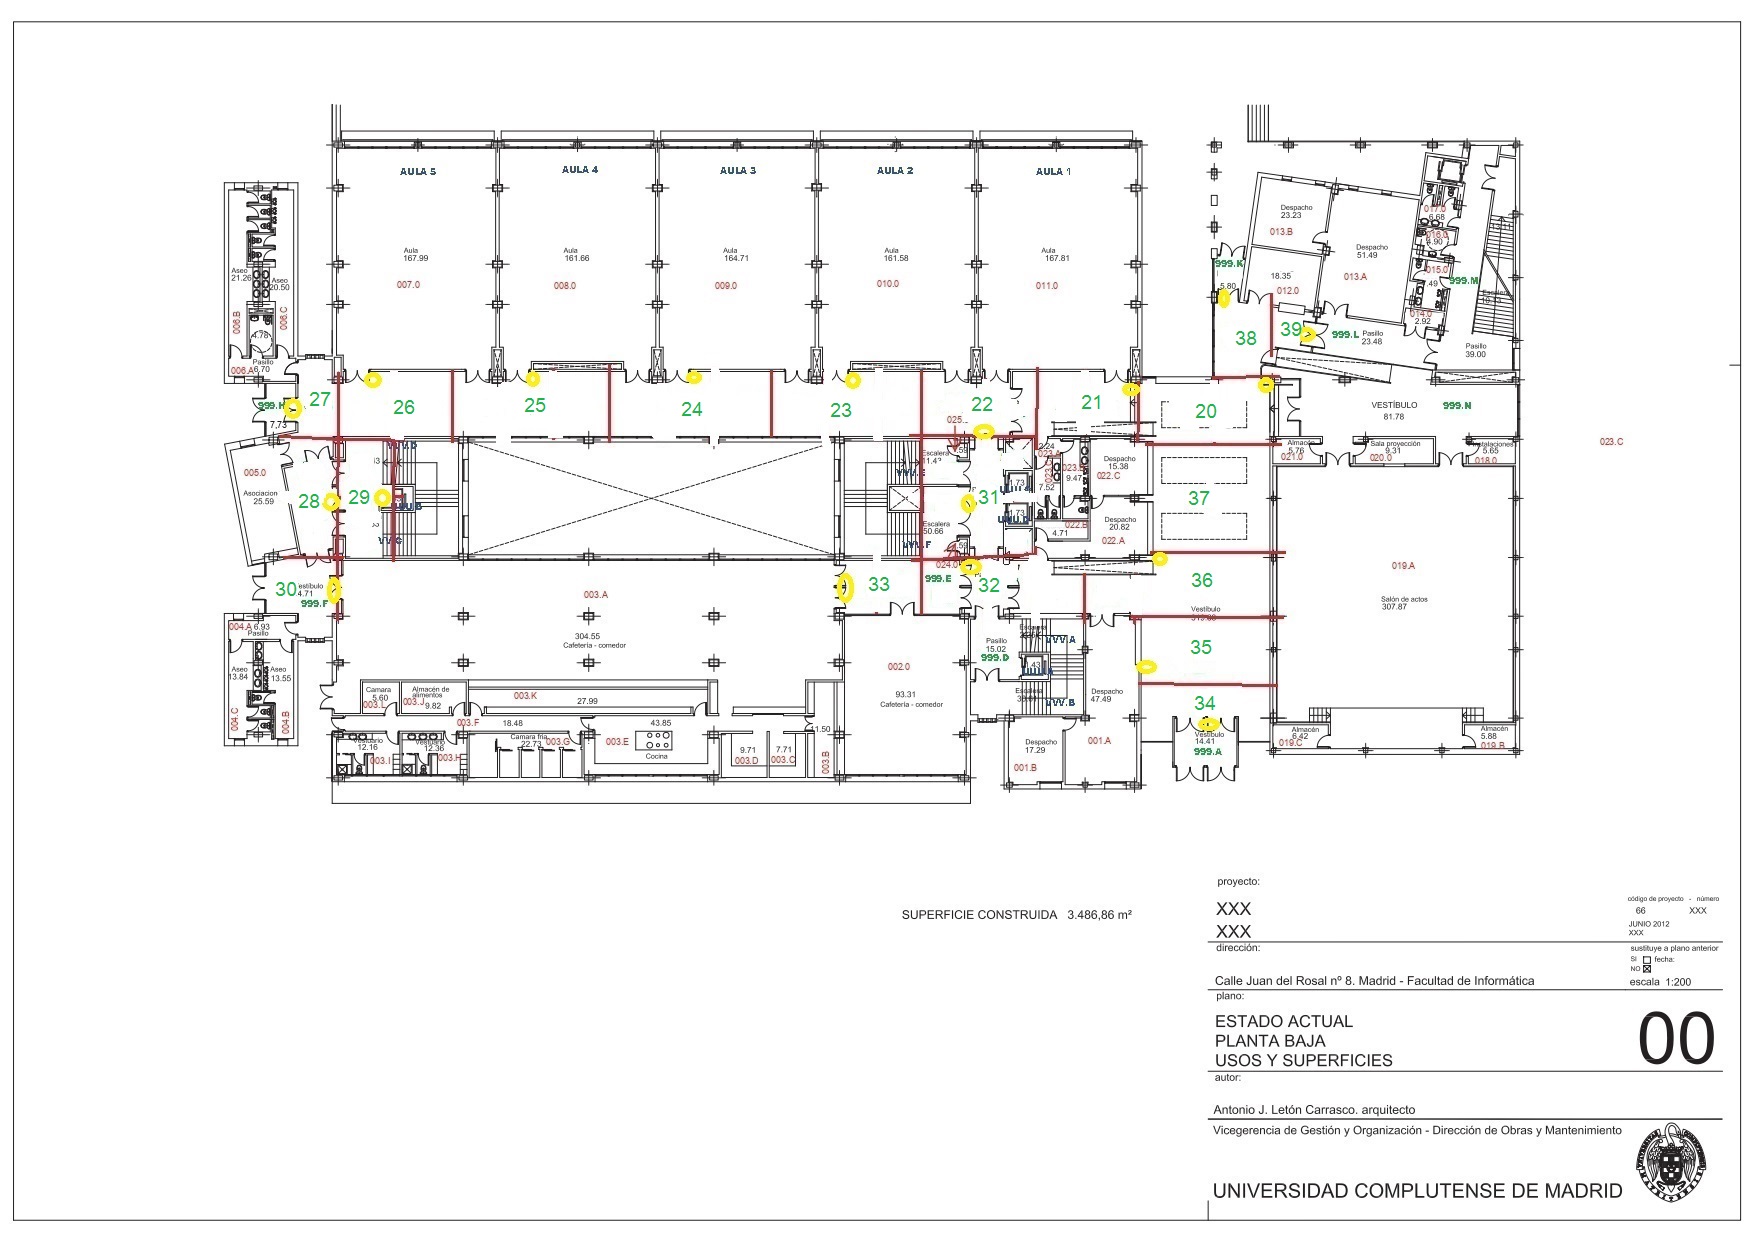 AULA 5
AULA 4
AULA 3
AULA 2
AULA 1
Aula
167.99
007.0
Aula
161.66
008.0
Aula
164.71
009.0
Aula
161.58
010.0
Aula
167.81
011.0
Despacho
23.23
013.B
Despacho
51.49
013.A
18.35
012.0
017.0
6.68
016.0
4.90
015.0
014.0
2.92
999.K
5.80
999.M
999.L
Pasillo
23.48
Pasillo
39.00
38
39
Aseo
21.26
Aseo
20.50
006.B
006.C
4.78
Pasillo
6.70
006.A
999.H
7,73
27
26
25
24
23
22
21
20
VESTÍBULO
81.78
999.N
Almacén
5.76
021.0
Sala proyección
9.31
020.0
5.65
018.0
023.C
005.0
Asociacion
25.59
28
29
Escalera
VVV.F
Escalera
50.66
024.0
31
1.73
1.73
2.24
023.A
7.52
9.47
Despacho
15.38
022.C
022.B
4.71
Despacho
20.82
022.A
37
019.A
Salón de actos
307.87
30
999.F
003.A
304.55
Cafetería - comedor
33
999.E
32
36
Vestíbulo
35
34
004.A
6.93
Pasillo
Aseo
13.84
Aseo
13.55
004.C
004.B
002.0
93.31
Cafetería - comedor
Pasillo
15.02
999.D
VVV.A
VVV.B
Despacho
47.49
001.A
Despacho
17.29
001.B
Camara
5.60
003.L
Almacén de
alimentos
9.82
003.J
003.K
27.99
003.F
18.48
43.85
11.50
12.16
003.I
12.36
003.H
Camara fria
22.73
003.G
003.E
Cocina
9.71
003.D
7.71
003.C
003.B
Vestíbulo
14.41
999.A
Almacén
6.42
019.C
Almacén
5.88
019.B
SUPERFICIE CONSTRUIDA 3.486,86 m²
proyecto:
XXX
XXX
código de proyecto - número
66 XXX
JUNIO 2012
XXX
dirección:
Calle Juan del Rosal nº 8. Madrid - Facultad de Informática
sustituye a plano anterior
SI fecha:
NO
escala 1:200
plano:
ESTADO ACTUAL
PLANTA BAJA
USOS Y SUPERFICIES
00
autor:
Antonio J. Letón Carrasco. arquitecto
Vicegerencia de Gestión y Organización - Dirección de Obras y Mantenimiento
UNIVERSIDAD COMPLUTENSE DE MADRID